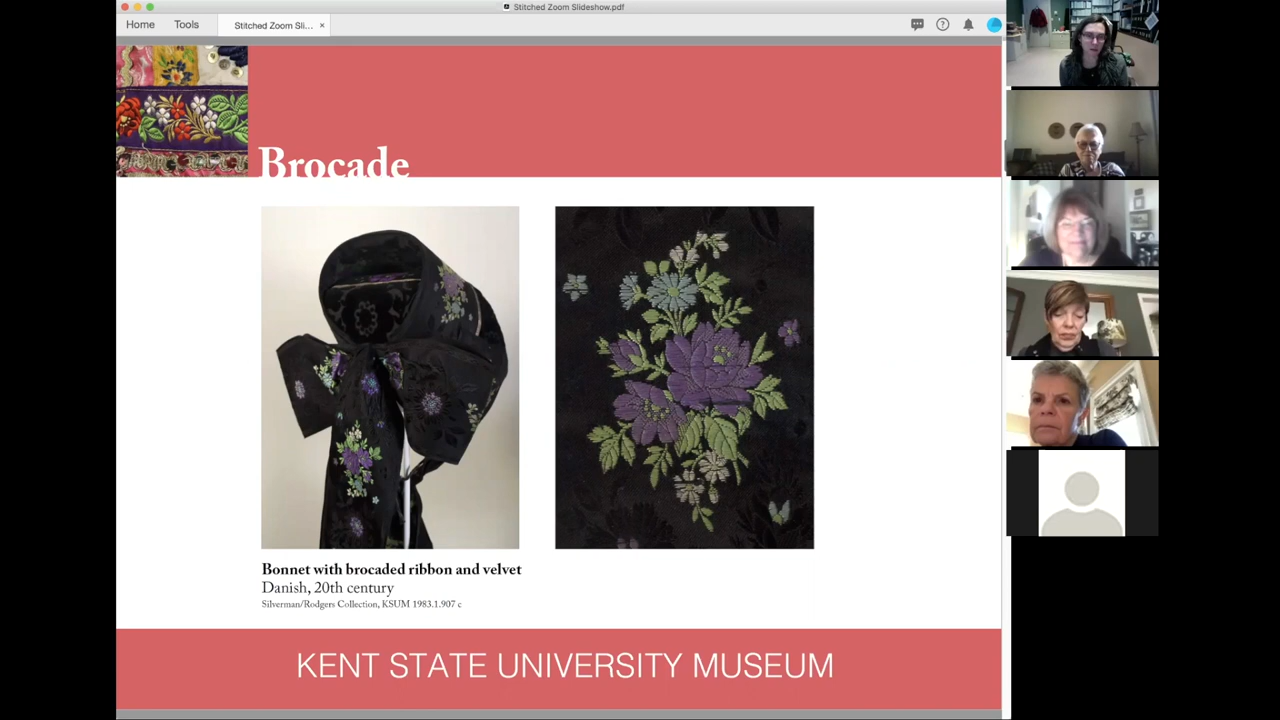 Stitched Zoom Slideshow.pdf
Home
Tools
Stitched Zoom Sli... ×
Brocade
Bonnet with brocaded ribbon and velvet
Danish, 20th century
Silverman/Rodgers Collection, KSUM 1983.1.907 c
KENT STATE UNIVERSITY MUSEUM